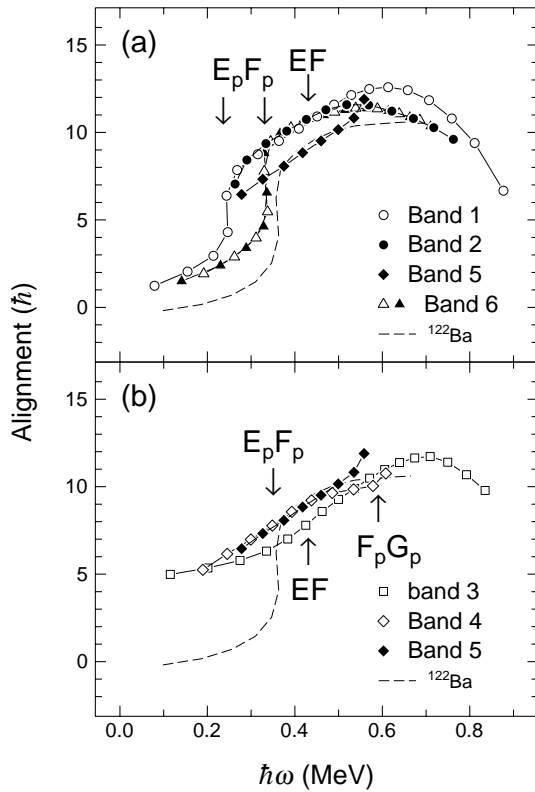 (a)
EF
EₚFₚ
15
10
5
0
Band 1
Band 2
Band 5
Band 6
¹²²Ba
Alignment (ℏ)
(b)
EₚFₚ
15
10
5
0
EF
FₚGₚ
band 3
Band 4
Band 5
¹²²Ba
0.0 0.2 0.4 0.6 0.8
ℏω (MeV)